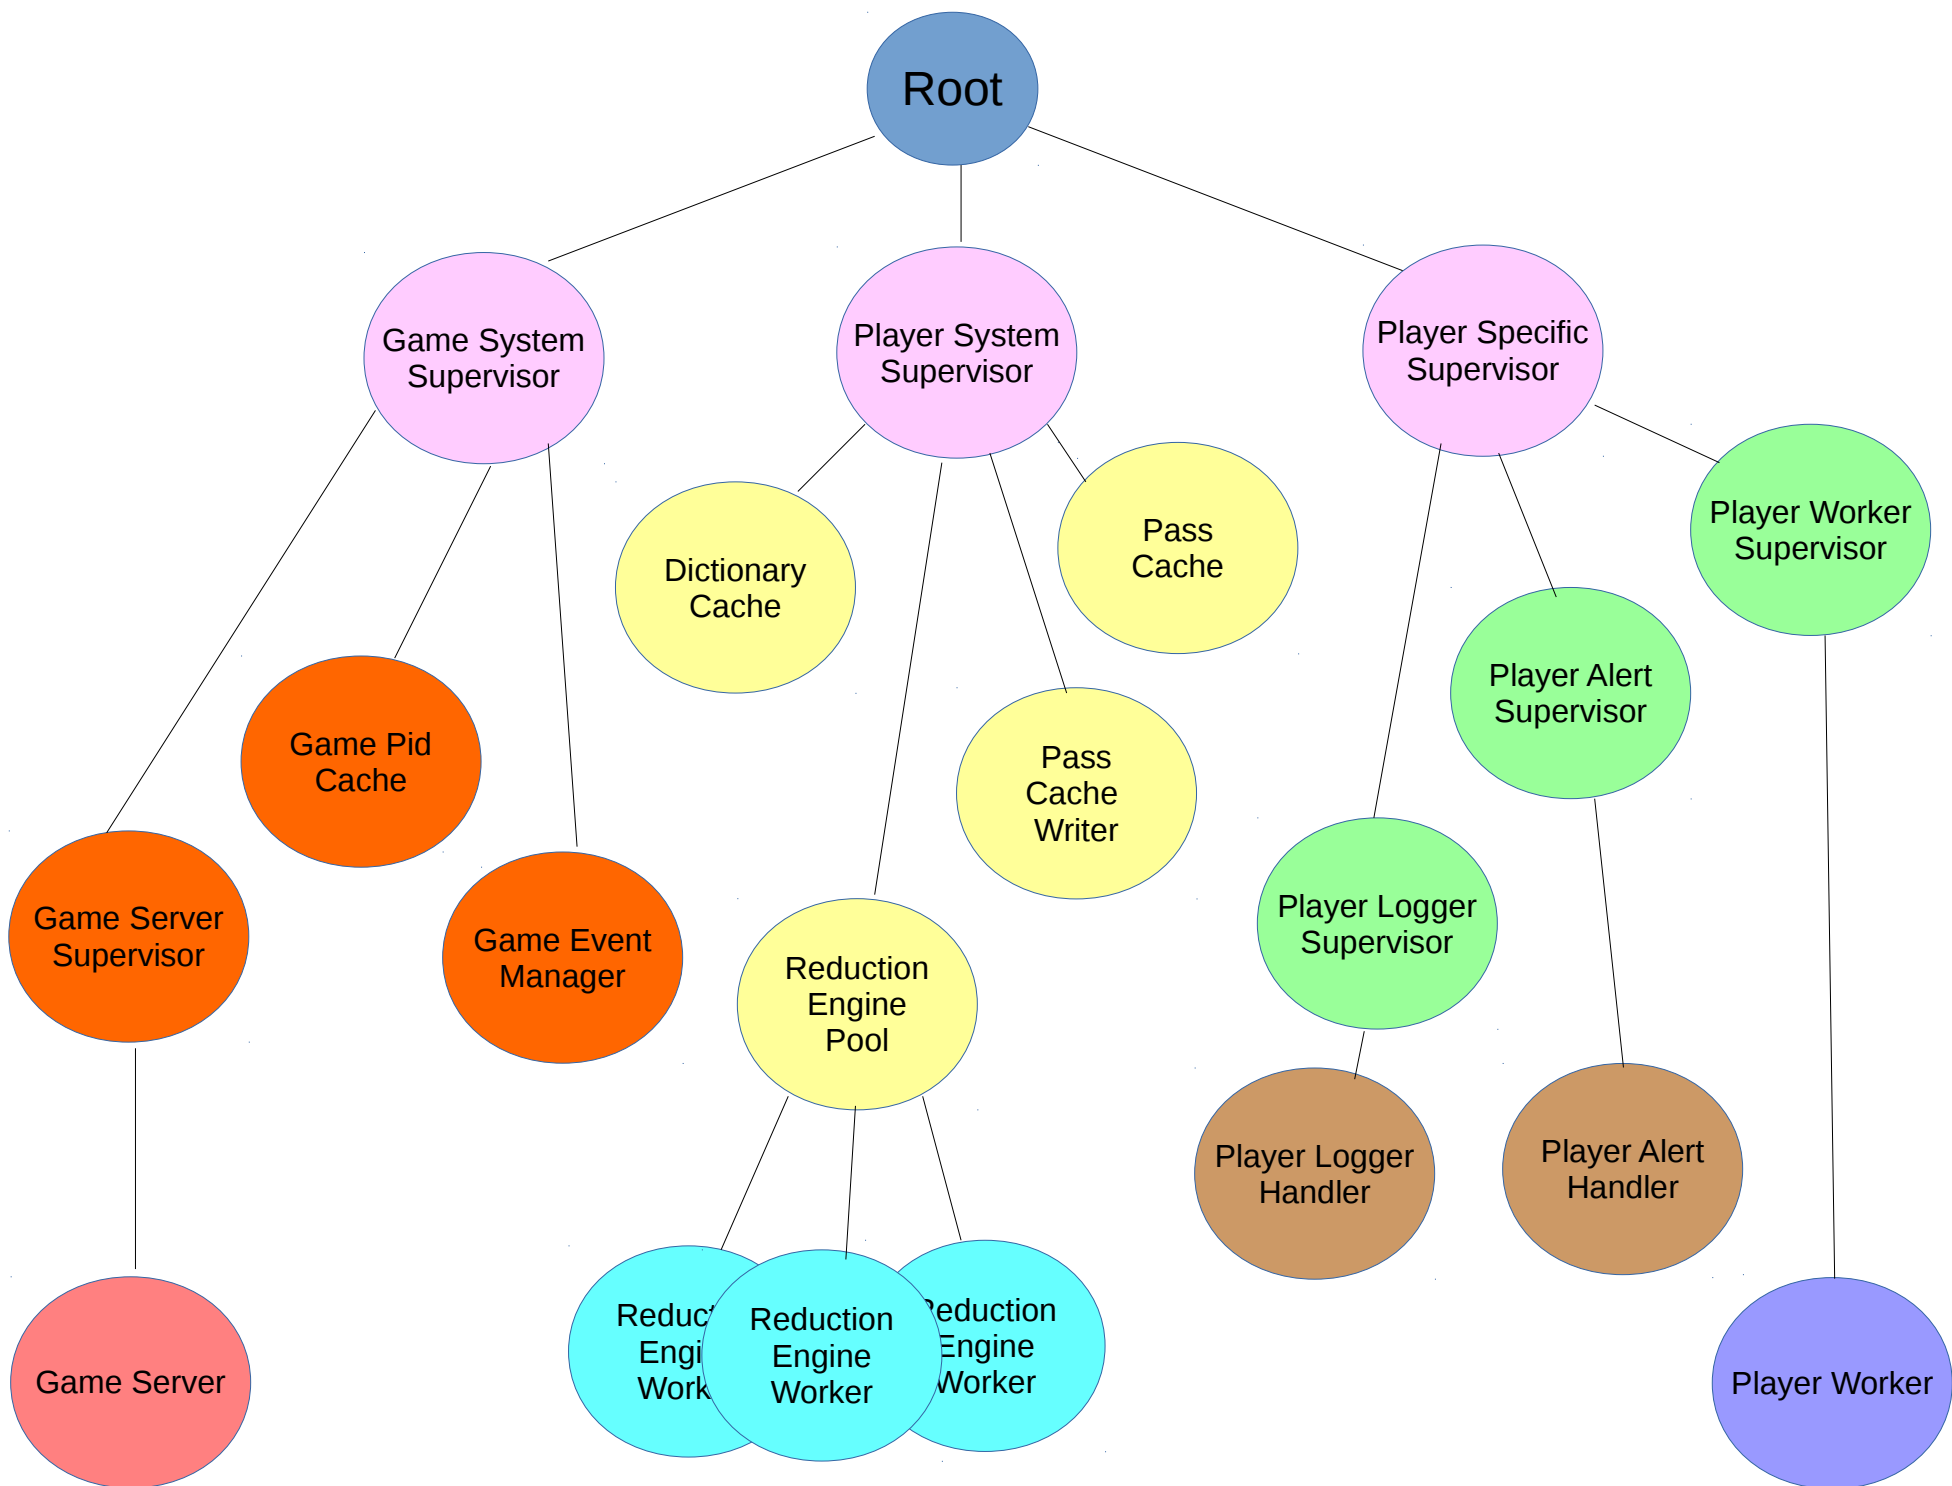 Root
Game System
Supervisor
Player System
Supervisor
Player Specific
Supervisor
Dictionary
Cache
Pass
Cache
Player Worker
Supervisor
Game Pid
Cache
Pass
Cache
Writer
Player Alert
Supervisor
Game Server
Supervisor
Game Event
Manager
Reduction
Engine
Pool
Player Logger
Supervisor
Player Logger
Handler
Player Alert
Handler
Game Server
Reduction
Engine
Worker
Engine
Worker
Player Worker